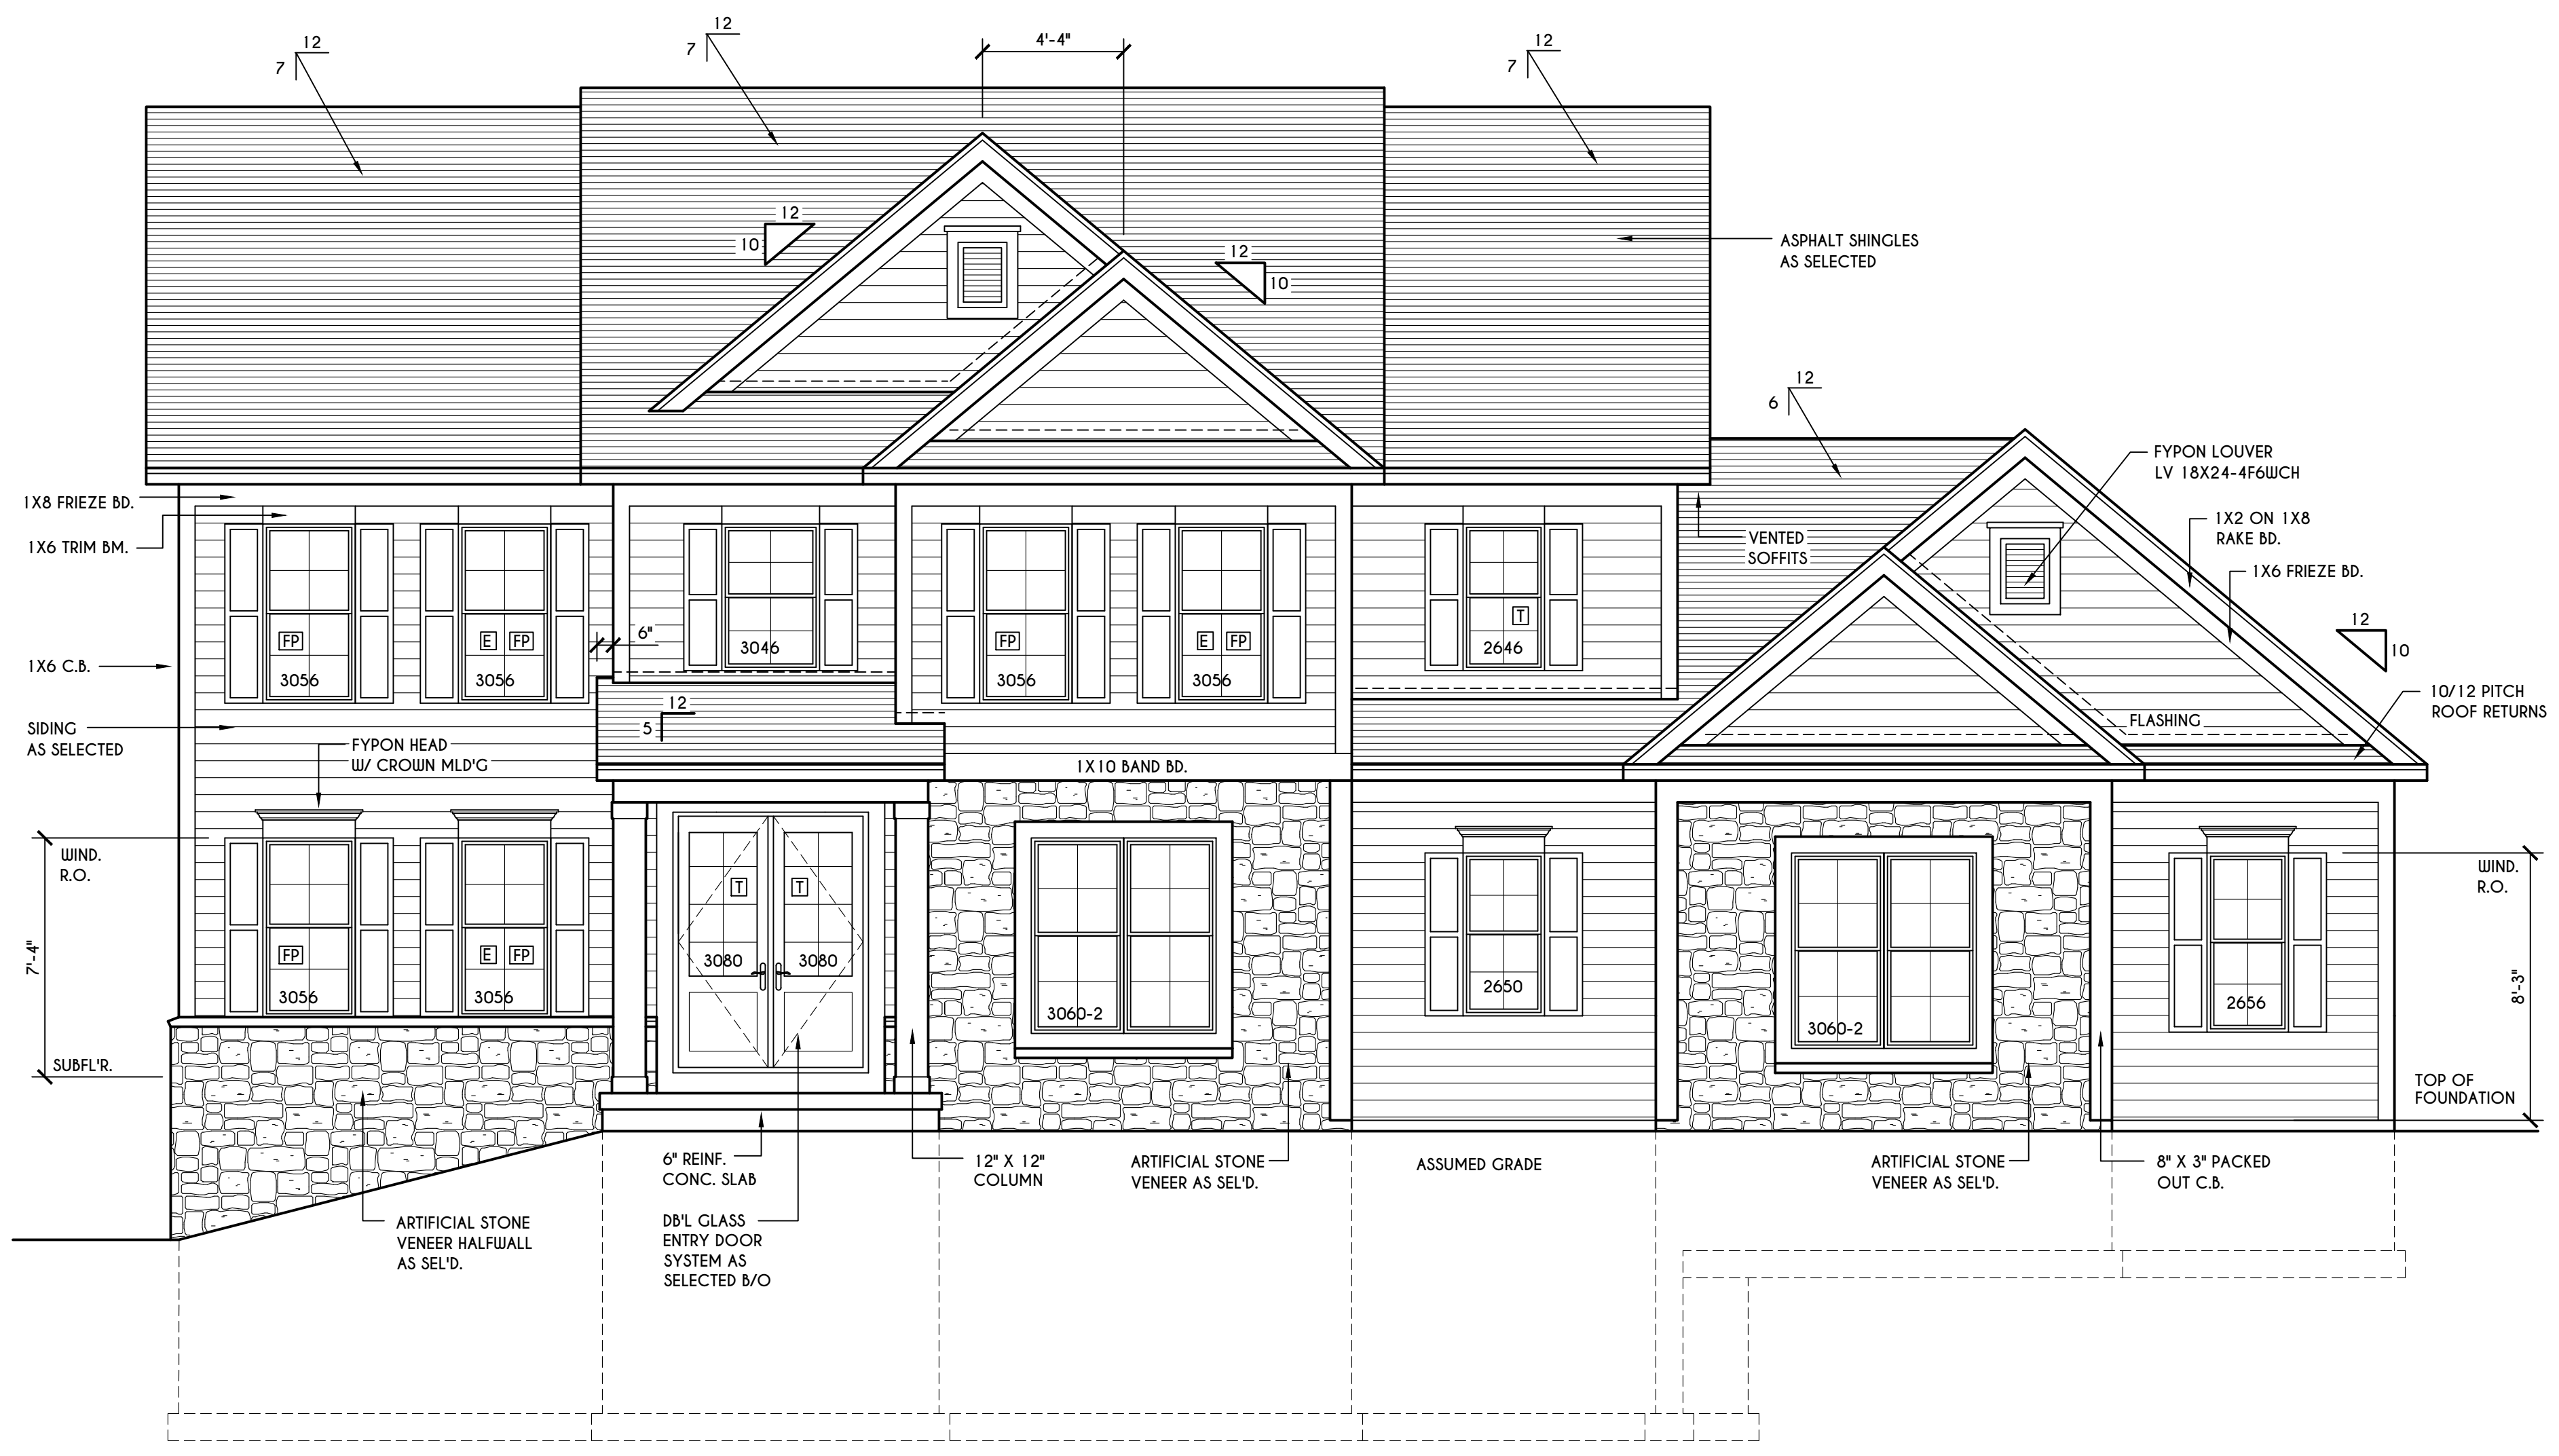 12
7
12
7
4'-4"
12
7
12
10
12
10
ASPHALT SHINGLES
AS SELECTED
12
6
FYPON LOUVER
LV 18X24-4F6WCH
1X8 FRIEZE BD.
1X6 TRIM BM.
VENTED
SOFFITS
1X2 ON 1X8
RAKE BD.
1X6 FRIEZE BD.
12
10
FP
3056
E FP
3056
6"
3046
FP
3056
E FP
3056
T
2646
1X6 C.B.
10/12 PITCH
ROOF RETURNS
SIDING
AS SELECTED
12
5
FLASHING
FYPON HEAD
W/ CROWN MLD'G
1X10 BAND BD.
WIND.
R.O.
7'-4"
SUBFL'R.
FP
3056
E FP
3056
T T
3080 3080
3060-2
2650
3060-2
2656
WIND.
R.O.
8'-3"
TOP OF
FOUNDATION
6" REINF.
CONC. SLAB
12" X 12"
COLUMN
ARTIFICIAL STONE
VENEER AS SEL'D.
ASSUMED GRADE
ARTIFICIAL STONE
VENEER AS SEL'D.
8" X 3" PACKED
OUT C.B.
ARTIFICIAL STONE
VENEER HALFWALL
AS SEL'D.
DB'L GLASS
ENTRY DOOR
SYSTEM AS
SELECTED B/O